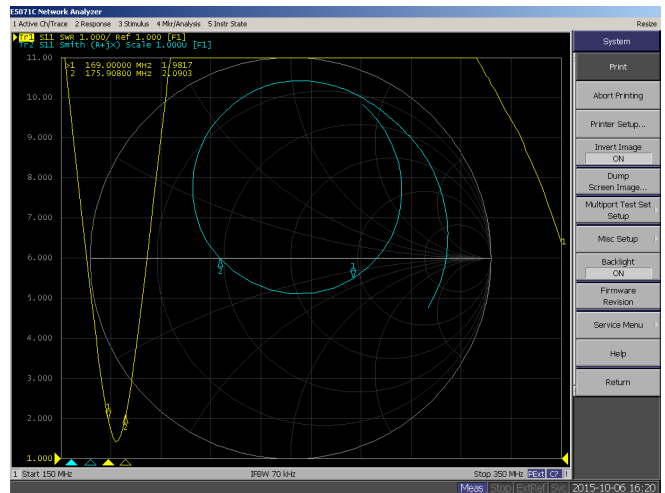 E5071C Network Analyzer
1 Active Ch/Trace 2 Response 3 Stimulus 4 Mkr/Analysis 5 Instr State
Resize
Tr1 S11 SWR 1.000/ Ref 1.000 [F1]
Tr2 S11 Smith (R+jX) Scale 1.000U [F1]
11.00
>1 169.00000 MHz 1.9817
2 175.90800 MHz 2.0903
10.00
9.000
8.000
7.000
6.000
5.000
4.000
3.000
2.000
1.000
1
2
1
1
2
1 Start 150 MHz
IFBW 70 kHz
Stop 350 MHz PExt C? !
Meas Stop ExtRef Svc 2015-10-06 16:20
System
Print
Abort Printing
Printer Setup...
Invert Image
ON
Dump
Screen Image...
Multiport Test Set
Setup
Misc Setup
Backlight
ON
Firmware
Revision
Service Menu
Help
Return